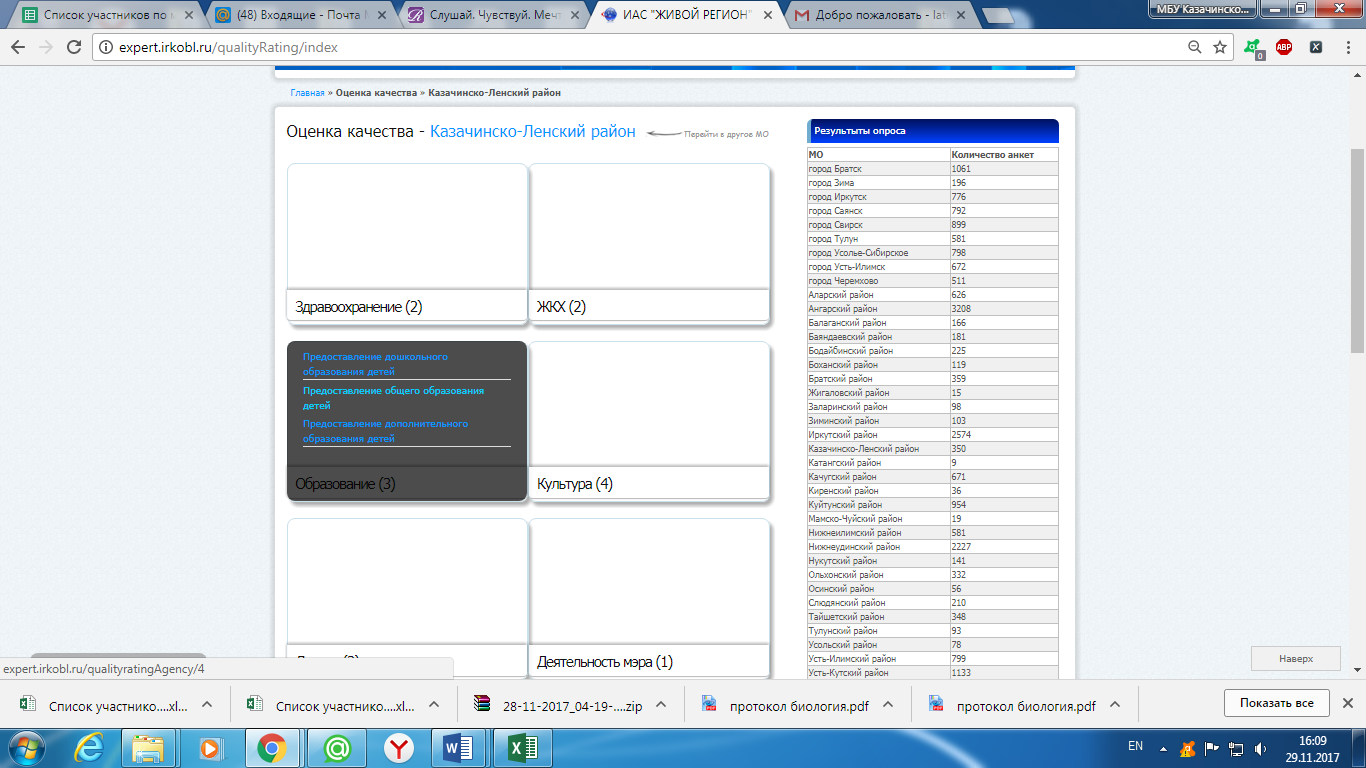 Список участников по м
(48) Входящие - Почта М
Слушай. Чувствуй. Мечт
ИАС "ЖИВОЙ РЕГИОН"
Добро пожаловать - lat
МБУ Казачинско...
expert.irkobl.ru/qualityRating/index
0
ABP
X
Главная » Оценка качества » Казачинско-Ленский район
Оценка качества - Казачинско-Ленский район
Перейти в другое МО
Здравоохранение (2)
ЖКХ (2)
Предоставление дошкольного
образования детей
Предоставление общего образования
детей
Предоставление дополнительного
образования детей
Образование (3)
Культура (4)
Деятельность мэра (1)
Результыты опроса
МО Количество анкет
город Братск 1061
город Зима 196
город Иркутск 776
город Саянск 792
город Свирск 899
город Тулун 581
город Усолье-Сибирское 798
город Усть-Илимск 672
город Черемхово 511
Аларский район 626
Ангарский район 3208
Балаганский район 166
Баяндаевский район 181
Бодайбинский район 225
Боханский район 119
Братский район 359
Жигаловский район 15
Заларинский район 98
Зиминский район 103
Иркутский район 2574
Казачинско-Ленский район 350
Катангский район 9
Качугский район 671
Киренский район 36
Куйтунский район 954
Мамско-Чуйский район 19
Нижнеилимский район 581
Нижнеудинский район 2227
Нукутский район 141
Ольхонский район 332
Осинский район 56
Слюдянский район 210
Тайшетский район 348
Тулунский район 93
Усольский район 78
Усть-Илимский район 799
Усть-Кутский район 1133
Наверх
expert.irkobl.ru/qualityratingAgency/4
Список участнико....xl...
Список участнико....xl...
28-11-2017_04-19-....zip
протокол биология.pdf
протокол биология.pdf
Показать все
EN
16:09
29.11.2017